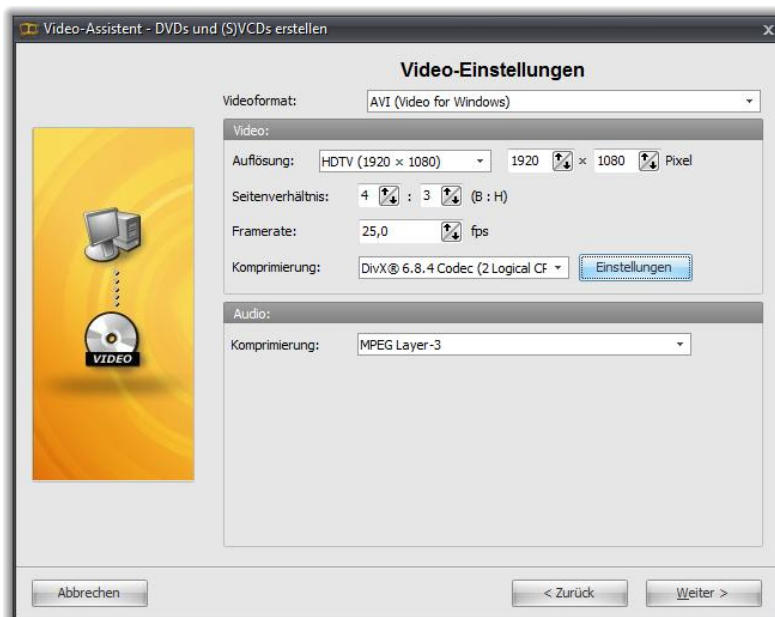 Video-Assistent - DVDs und (S)VCDs erstellen
x
Video-Einstellungen
Videoformat: AVI (Video for Windows)
Video:
Auflösung: HDTV (1920 × 1080) 1920 × 1080 Pixel
Seitenverhältnis: 4 : 3 (B : H)
Framerate: 25,0 fps
Komprimierung: DivX® 6.8.4 Codec (2 Logical CP Einstellungen
Audio:
Komprimierung: MPEG Layer-3
VIDEO
Abbrechen < Zurück Weiter >